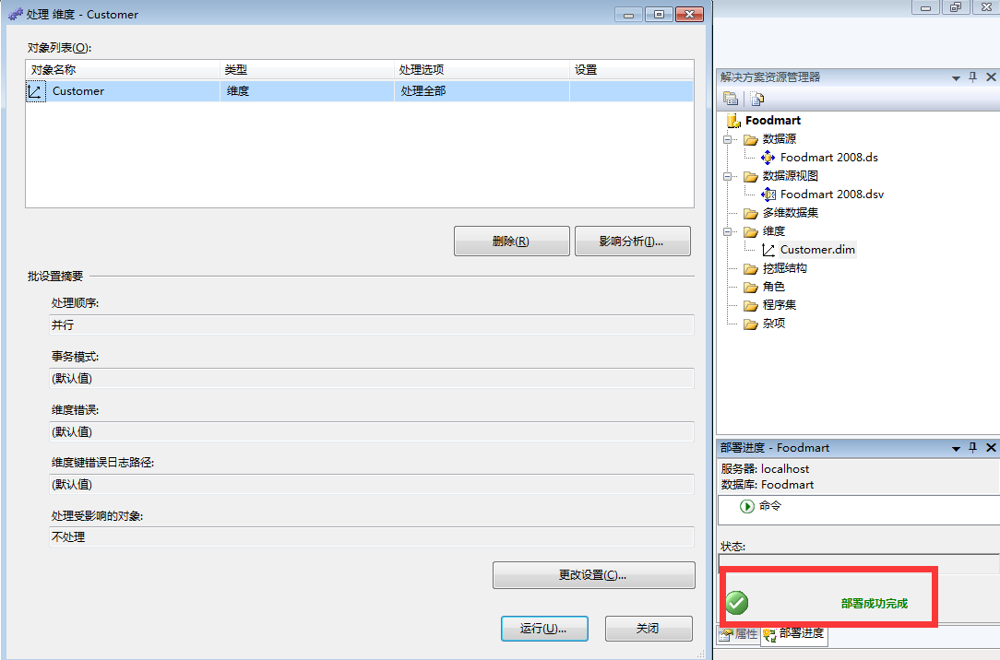 处理 维度 - Customer
对象列表(O):
对象名称 类型 处理选项 设置
Customer 维度 处理全部
删除(R) 影响分析(I)...
批设置摘要
处理顺序:
并行
事务模式:
(默认值)
维度错误:
(默认值)
维度键错误日志路径:
(默认值)
处理受影响的对象:
不处理
更改设置(C)...
运行(U)... 关闭
解决方案资源管理器
Foodmart
数据源
Foodmart 2008.ds
数据源视图
Foodmart 2008.dsv
多维数据集
维度
Customer.dim
挖掘结构
角色
程序集
杂项
部署进度 - Foodmart
服务器: localhost
数据库: Foodmart
命令
状态:
部署成功完成
属性 部署进度